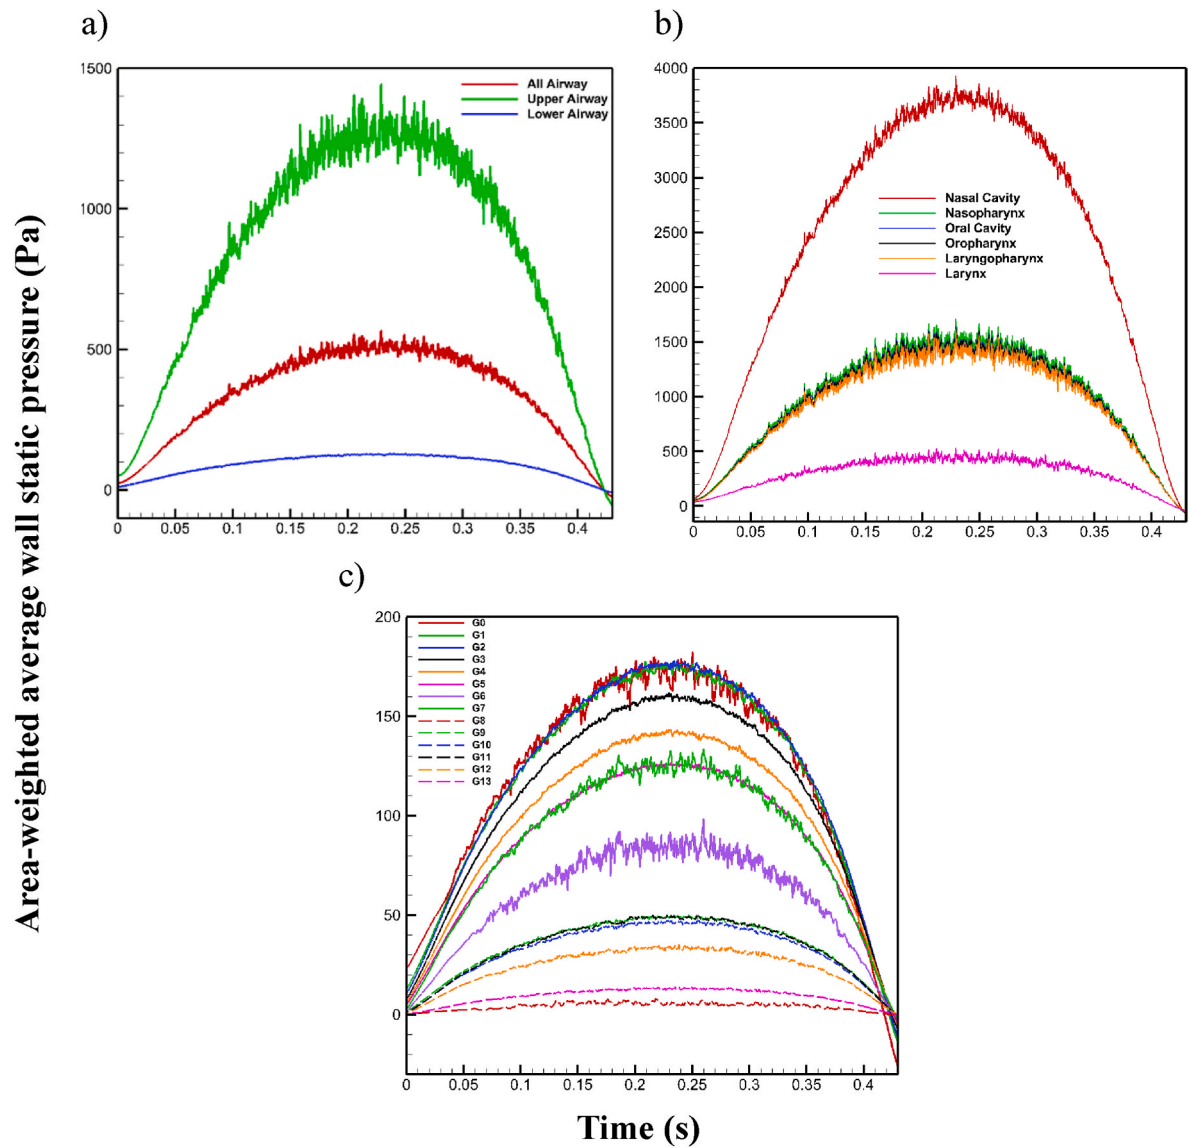 a)
1500
1000
500
0
0
0.05
0.1
0.15
0.2
0.25
0.3
0.35
0.4
All Airway
Upper Airway
Lower Airway
b)
4000
3500
3000
2500
2000
1500
1000
500
0
0
0.05
0.1
0.15
0.2
0.25
0.3
0.35
0.4
Nasal Cavity
Nasopharynx
Oral Cavity
Oropharynx
Laryngopharynx
Larynx
Area-weighted average wall static pressure (Pa)
c)
200
150
100
50
0
0
0.05
0.1
0.15
0.2
0.25
0.3
0.35
0.4
G0
G1
G2
G3
G4
G5
G6
G7
G8
G9
G10
G11
G12
G13
Time (s)